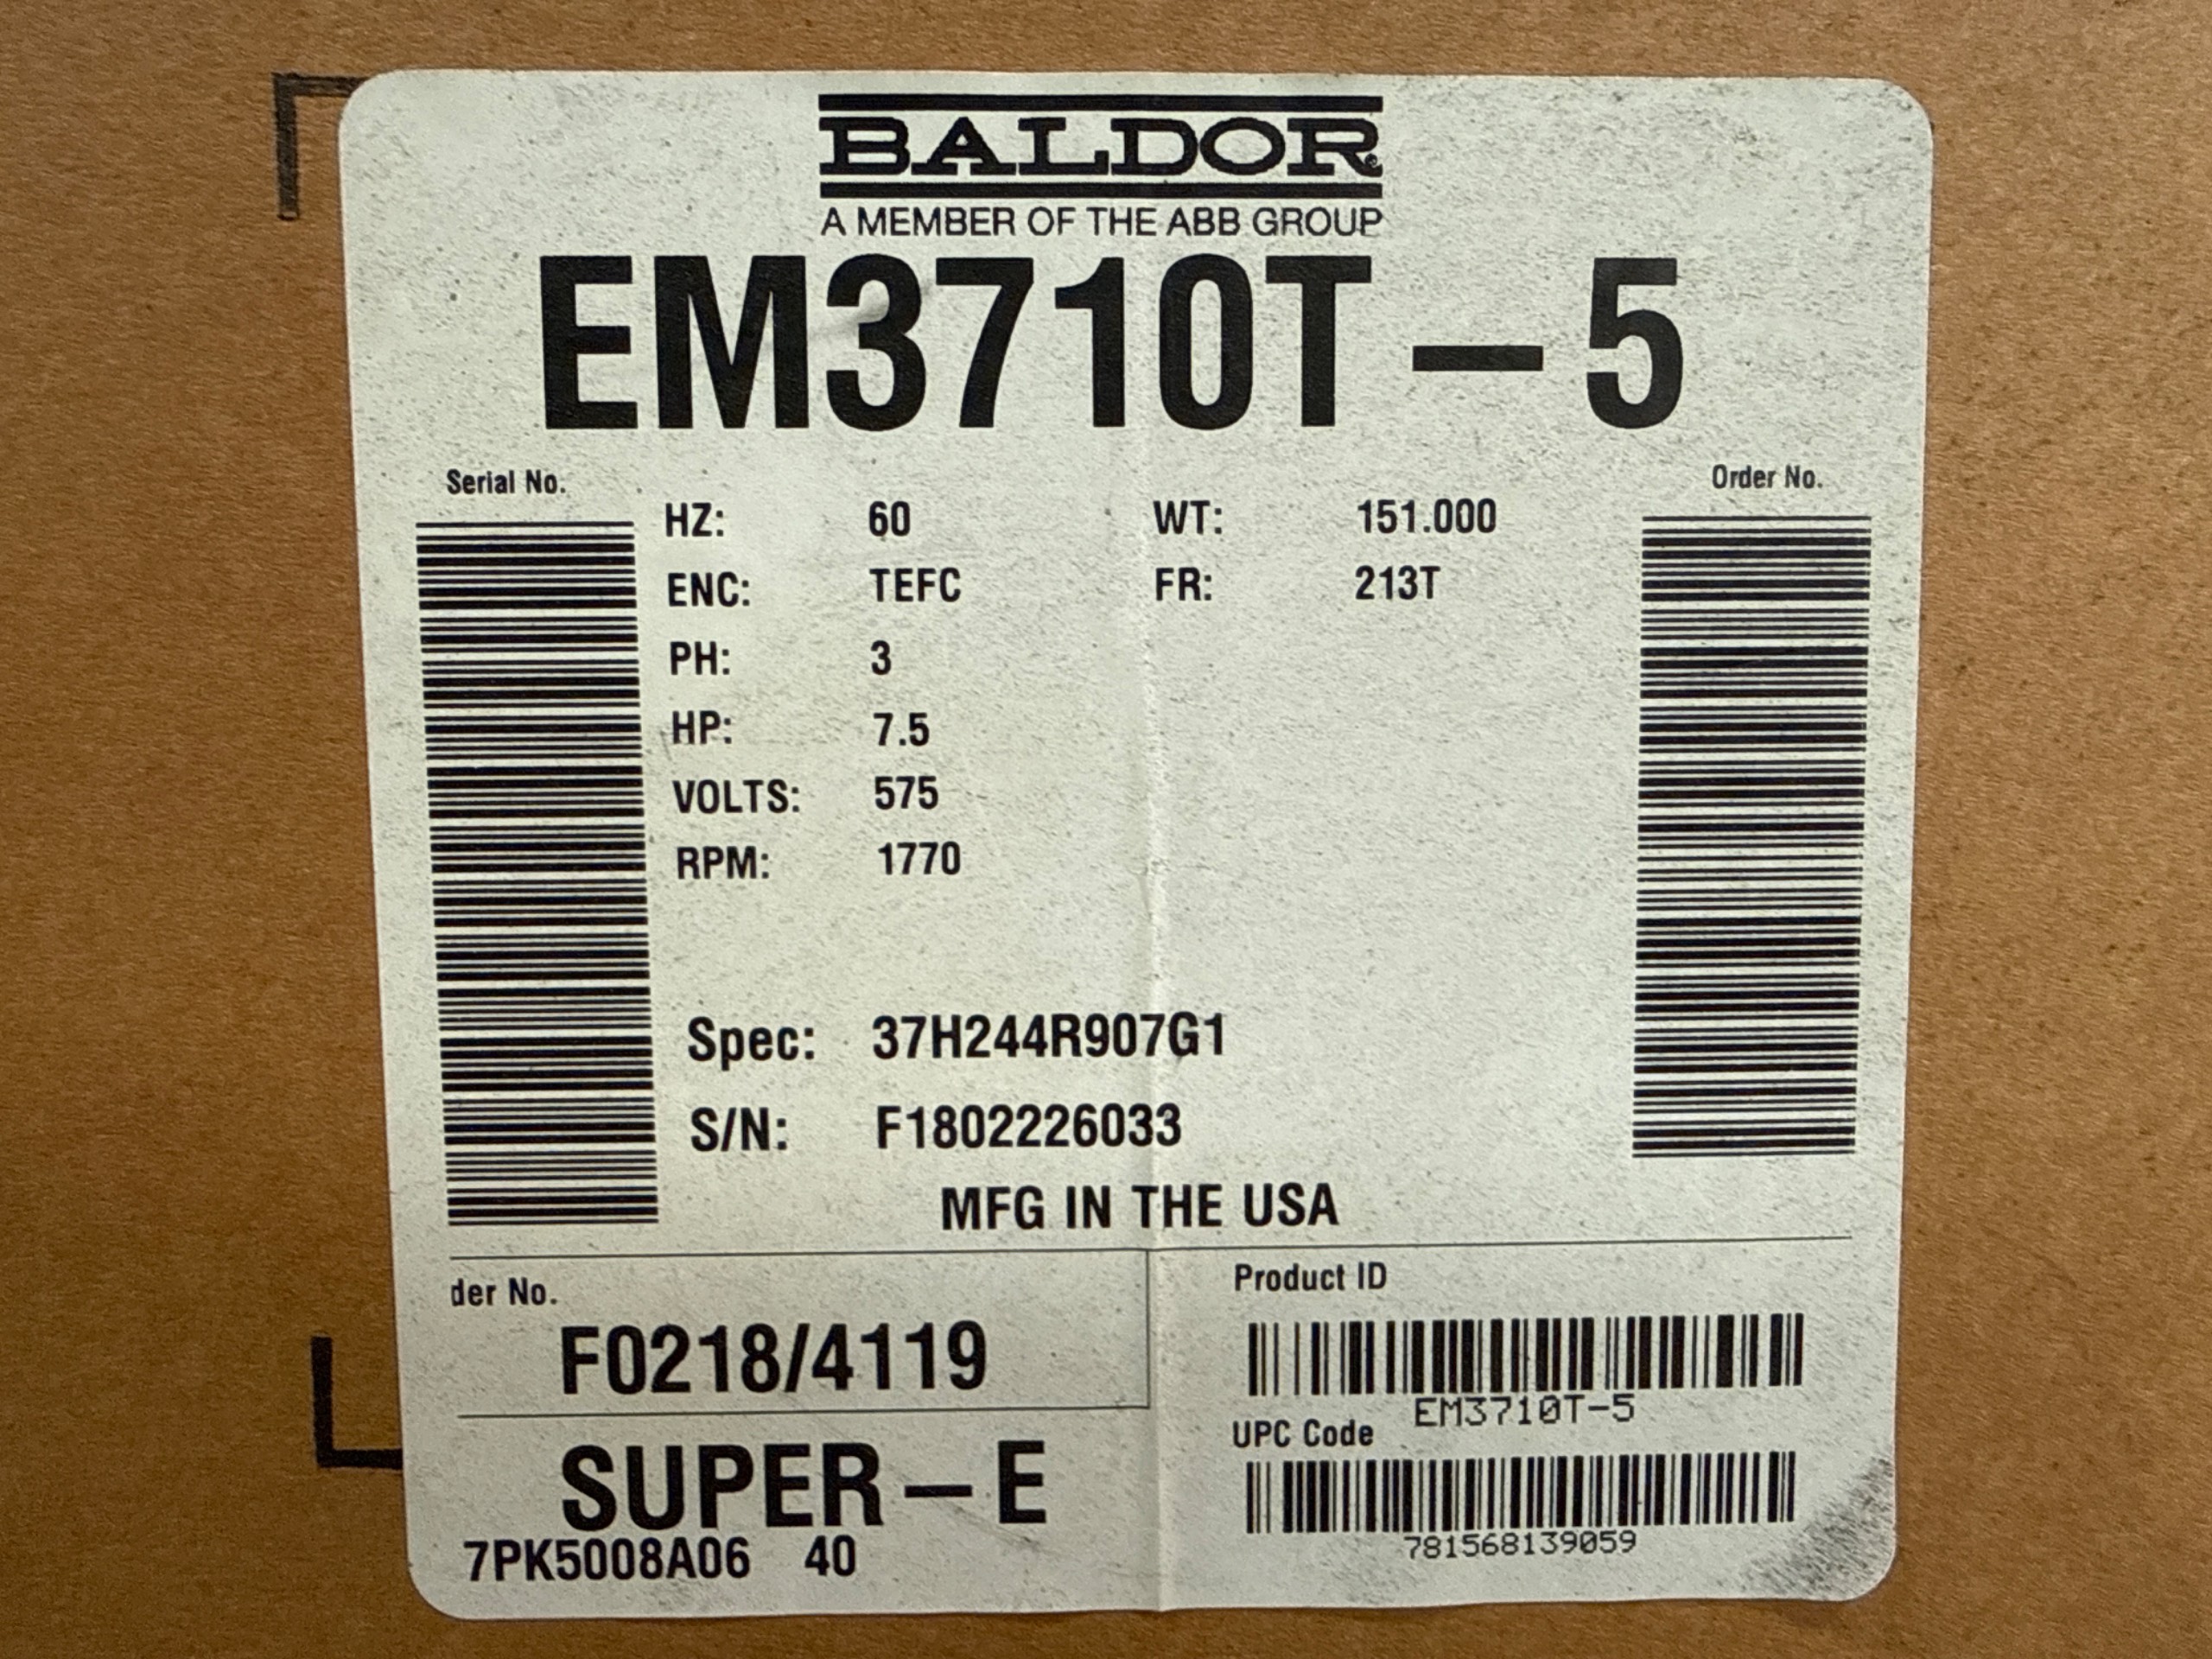 BALDOR®
A MEMBER OF THE ABB GROUP
EM3710T-5
Serial No.
Order No.
HZ: 60 WT: 151.000
ENC: TEFC FR: 213T
PH: 3
HP: 7.5
VOLTS: 575
RPM: 1770
Spec: 37H244R907G1
S/N: F1802226033
MFG IN THE USA
der No.
F0218/4119
SUPER-E
7PK5008A06 40
Product ID
EM3710T-5
UPC Code
781568139059